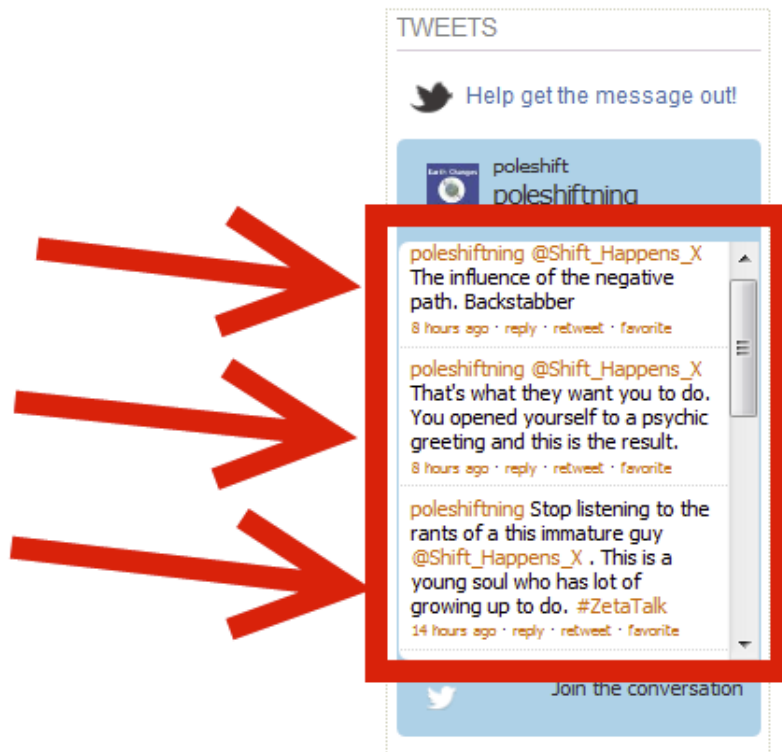 TWEETS
Help get the message out!
Earth Changes
poleshift
poleshiftning
poleshiftning @Shift_Happens_X
The influence of the negative
path. Backstabber
8 hours ago · reply · retweet · favorite
poleshiftning @Shift_Happens_X
That's what they want you to do.
You opened yourself to a psychic
greeting and this is the result.
8 hours ago · reply · retweet · favorite
poleshiftning Stop listening to the
rants of a this immature guy
@Shift_Happens_X . This is a
young soul who has lot of
growing up to do. #ZetaTalk
14 hours ago · reply · retweet · favorite
Join the conversation